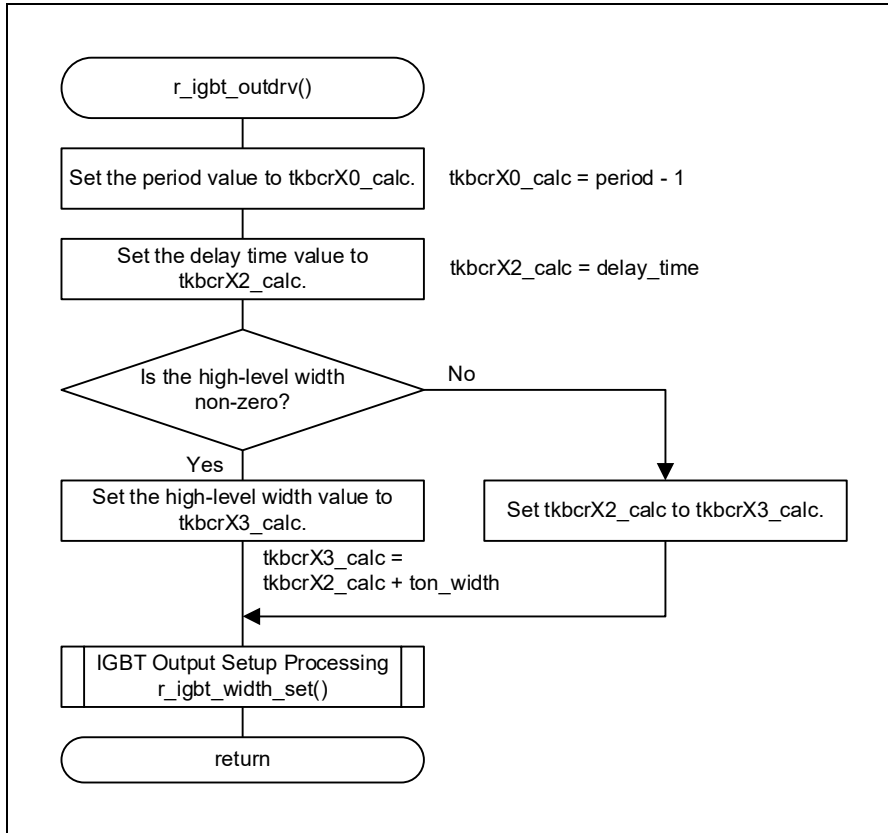 r_igbt_outdrv()
Set the period value to tkbcrX0_calc.
tkbcrX0_calc = period - 1
Set the delay time value to
tkbcrX2_calc.
tkbcrX2_calc = delay_time
Is the high-level width
non-zero?
No
Yes
Set the high-level width value to
tkbcrX3_calc.
Set tkbcrX2_calc to tkbcrX3_calc.
tkbcrX3_calc =
tkbcrX2_calc + ton_width
IGBT Output Setup Processing
r_igbt_width_set()
return